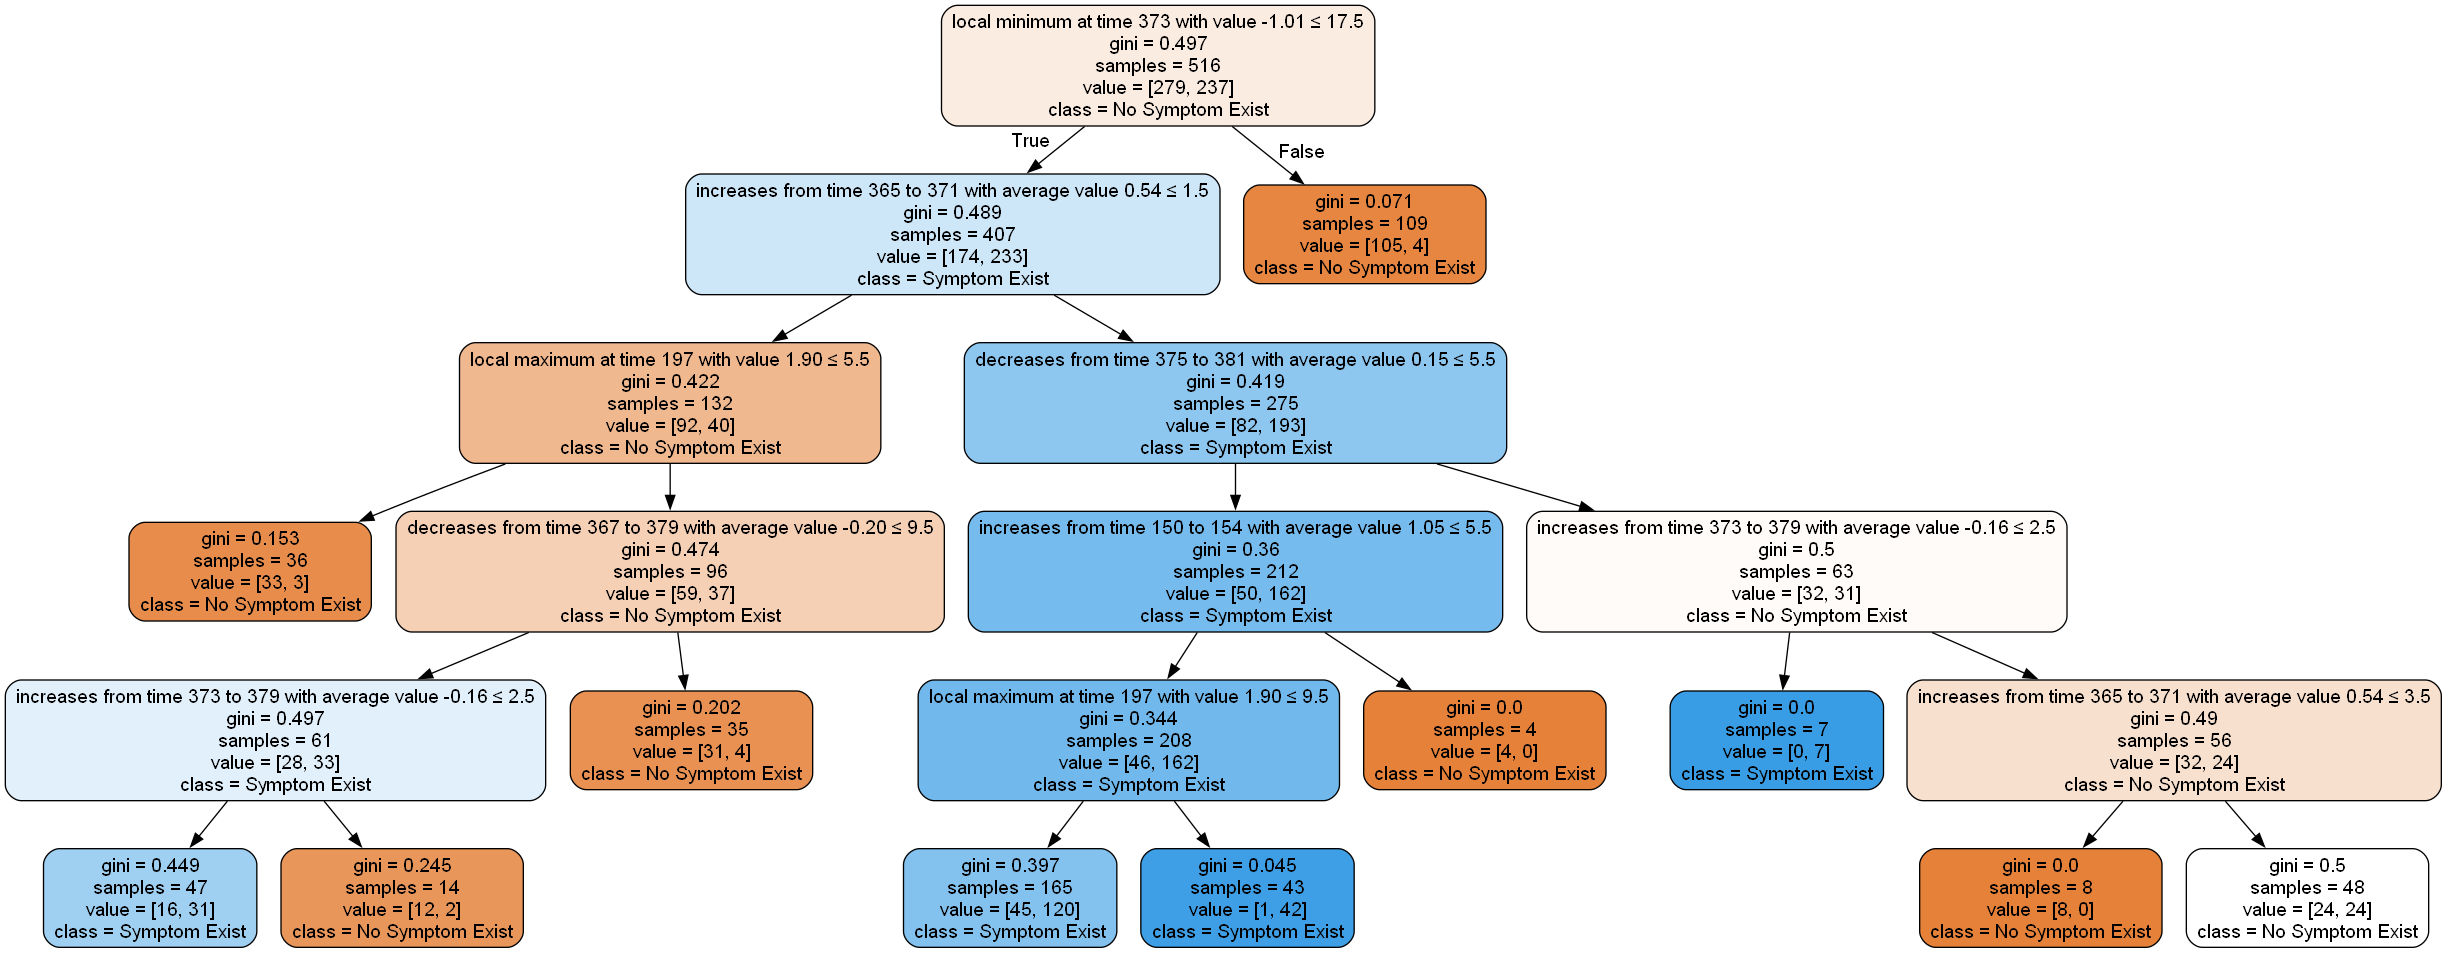 local minimum at time 373 with value -1.01 ≤ 17.5
gini = 0.497
samples = 516
value = [279, 237]
class = No Symptom Exist
True
False
increases from time 365 to 371 with average value 0.54 ≤ 1.5
gini = 0.489
samples = 407
value = [174, 233]
class = Symptom Exist
gini = 0.071
samples = 109
value = [105, 4]
class = No Symptom Exist
local maximum at time 197 with value 1.90 ≤ 5.5
gini = 0.422
samples = 132
value = [92, 40]
class = No Symptom Exist
decreases from time 375 to 381 with average value 0.15 ≤ 5.5
gini = 0.419
samples = 275
value = [82, 193]
class = Symptom Exist
gini = 0.153
samples = 36
value = [33, 3]
class = No Symptom Exist
decreases from time 367 to 379 with average value -0.20 ≤ 9.5
gini = 0.474
samples = 96
value = [59, 37]
class = No Symptom Exist
increases from time 150 to 154 with average value 1.05 ≤ 5.5
gini = 0.36
samples = 212
value = [50, 162]
class = Symptom Exist
increases from time 373 to 379 with average value -0.16 ≤ 2.5
gini = 0.5
samples = 63
value = [32, 31]
class = No Symptom Exist
increases from time 373 to 379 with average value -0.16 ≤ 2.5
gini = 0.497
samples = 61
value = [28, 33]
class = Symptom Exist
gini = 0.202
samples = 35
value = [31, 4]
class = No Symptom Exist
local maximum at time 197 with value 1.90 ≤ 9.5
gini = 0.344
samples = 208
value = [46, 162]
class = Symptom Exist
gini = 0.0
samples = 4
value = [4, 0]
class = No Symptom Exist
gini = 0.0
samples = 7
value = [0, 7]
class = Symptom Exist
increases from time 365 to 371 with average value 0.54 ≤ 3.5
gini = 0.49
samples = 56
value = [32, 24]
class = No Symptom Exist
gini = 0.449
samples = 47
value = [16, 31]
class = Symptom Exist
gini = 0.245
samples = 14
value = [12, 2]
class = No Symptom Exist
gini = 0.397
samples = 165
value = [45, 120]
class = Symptom Exist
gini = 0.045
samples = 43
value = [1, 42]
class = Symptom Exist
gini = 0.0
samples = 8
value = [8, 0]
class = No Symptom Exist
gini = 0.5
samples = 48
value = [24, 24]
class = No Symptom Exist